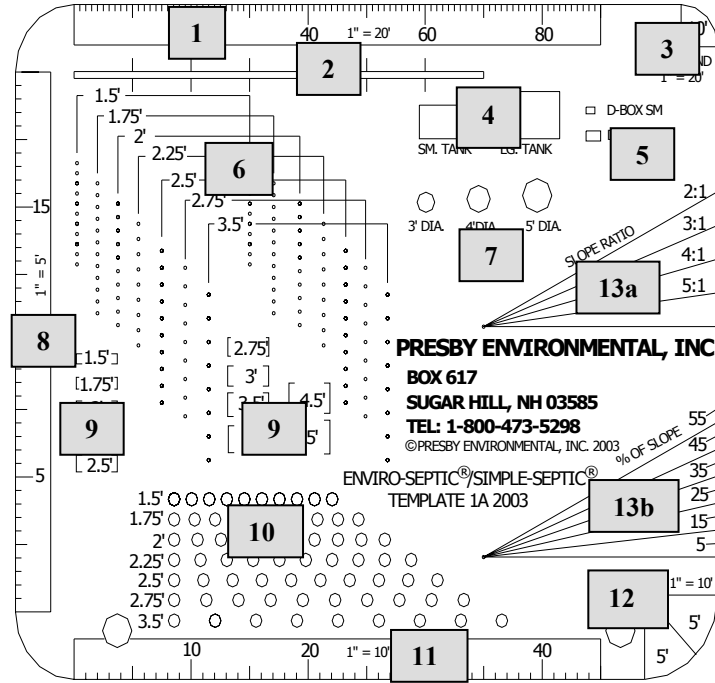 1
40
1" = 20'
60
80
0'
3
ND
1" = 20'
2
1.5'
1.75'
2'
2.25'
2.5'
2.75'
3.5'
6
4
SM. TANK
LG. TANK
D-BOX SM
5
15
1" = 5'
3' DIA.
4'DIA.
5' DIA.
7
SLOPE RATIO
2:1
3:1
4:1
5:1
13a
8
[1.5']
[1.75']
2.5'
9
2.75'
3'
3.5'
4.5'
5'
9
PRESBY ENVIRONMENTAL, INC
BOX 617
SUGAR HILL, NH 03585
TEL: 1-800-473-5298
©PRESBY ENVIRONMENTAL, INC. 2003
ENVIRO-SEPTIC®/SIMPLE-SEPTIC®
TEMPLATE 1A 2003
% OF SLOPE
55
45
35
25
15
5
13b
5
1.5'
1.75'
2'
2.25'
2.5'
2.75'
3.5'
10
12
1" = 10'
5'
5'
10
20
1" = 10'
11
40